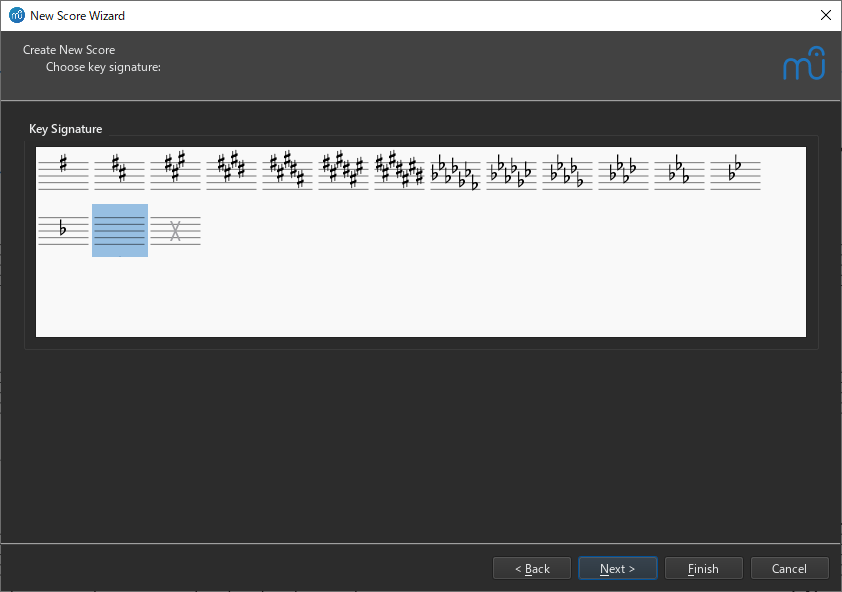 New Score Wizard
Create New Score
Choose key signature:
Key Signature
< Back
Next >
Finish
Cancel